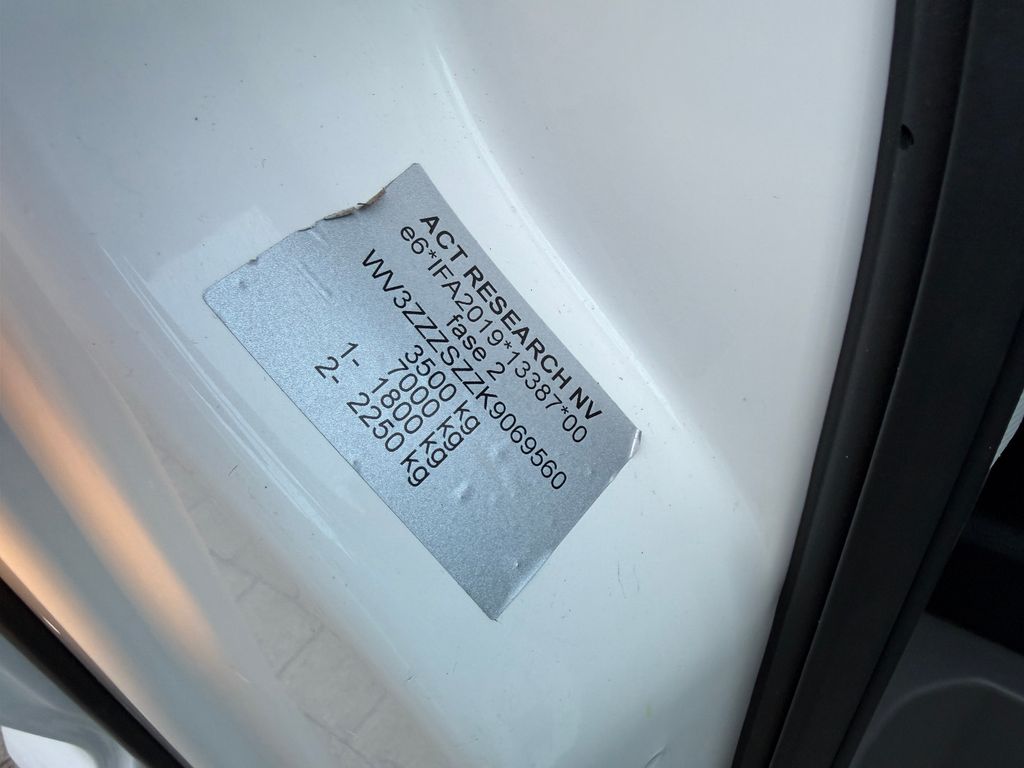 ACT RESEARCH NV
e6*IFA2019*13387*00
fase 2
WV3ZZZSZZK9069560
3500 kg
7000 kg
1- 1800 kg
2- 2250 kg